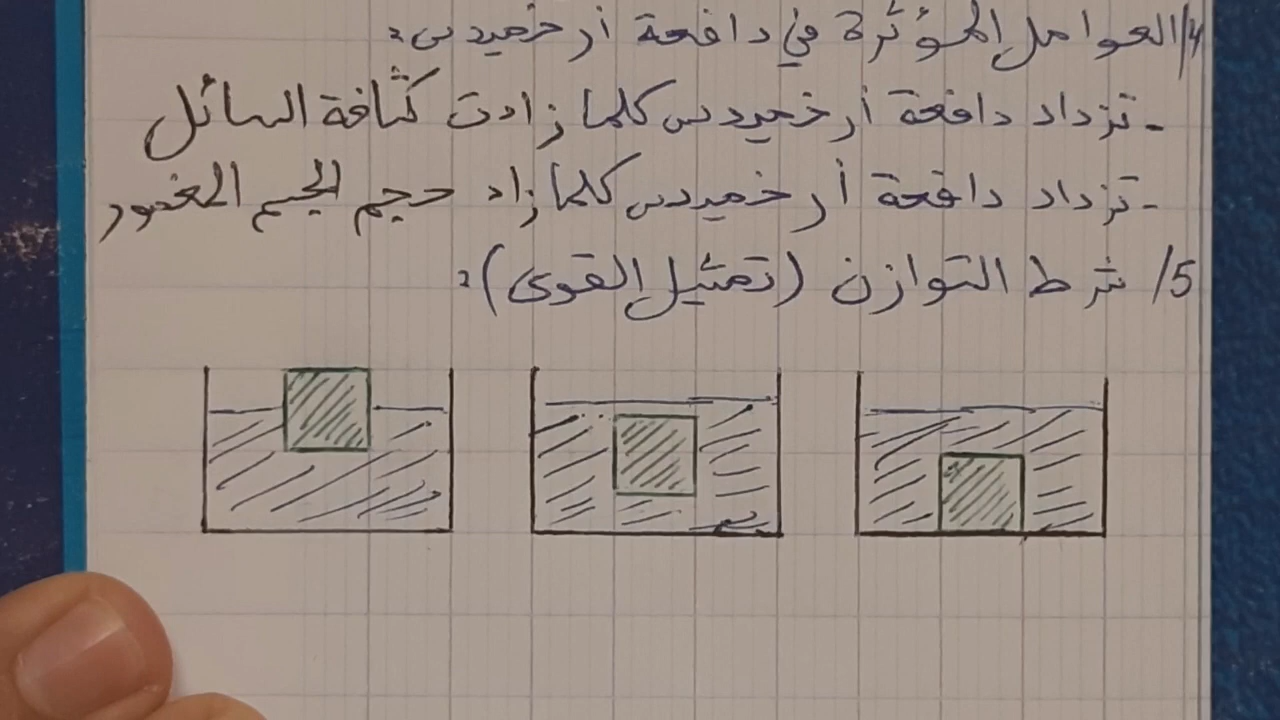 4/ العوامل المؤثرة في دافعة أرخميدس:
- تزداد دافعة أرخميدس كلما زادت كثافة السائل
- تزداد دافعة أرخميدس كلما زاد حجم الجسم المغمور
5/ شرط التوازن (تمثيل القوى):